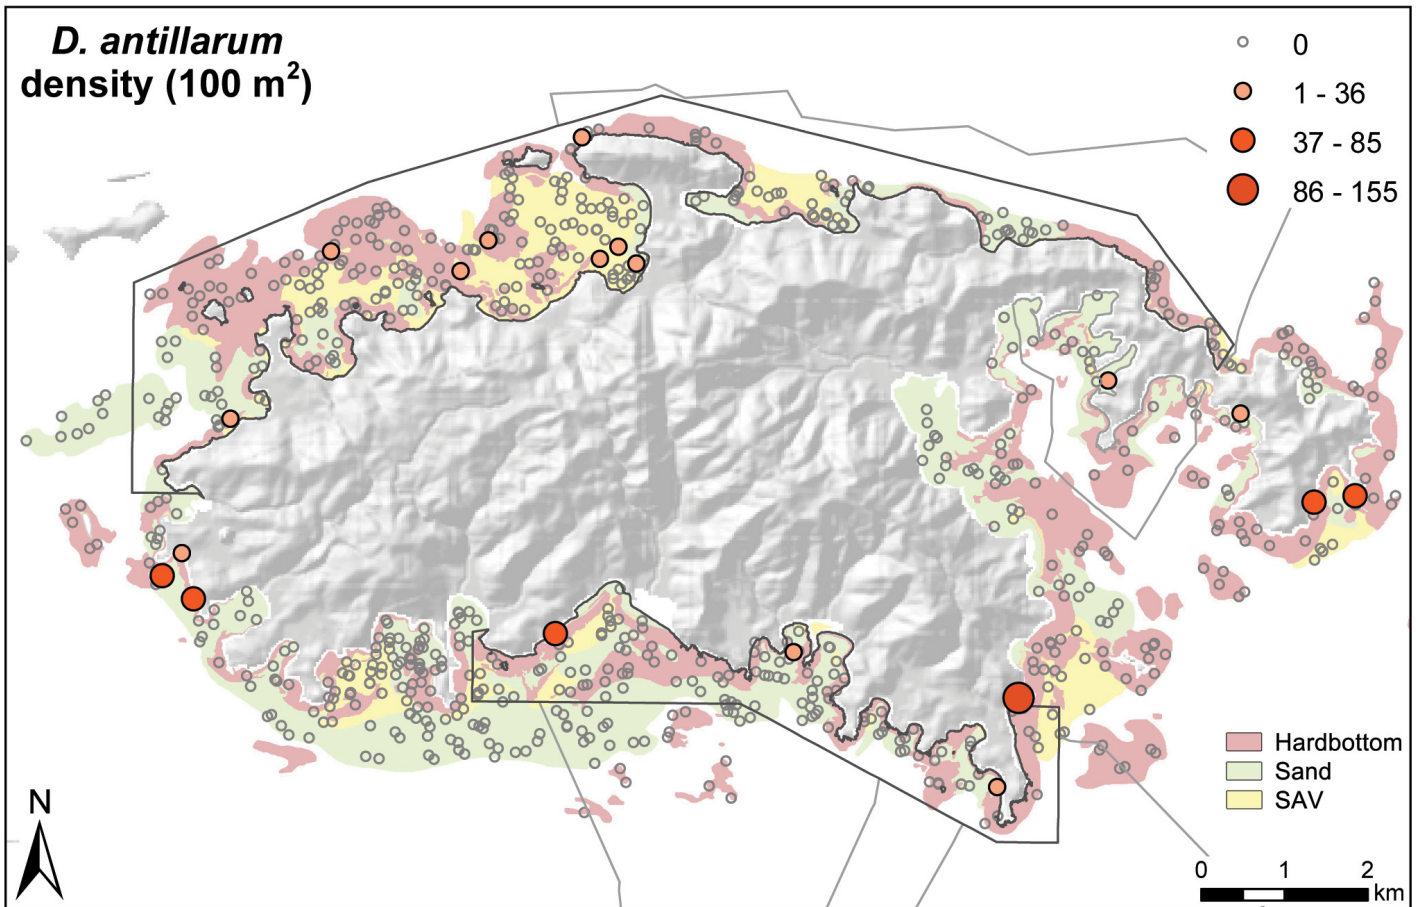 D. antillarum
density (100 m²)
0
1 - 36
37 - 85
86 - 155
Hardbottom
Sand
SAV
N
0 1 2
km